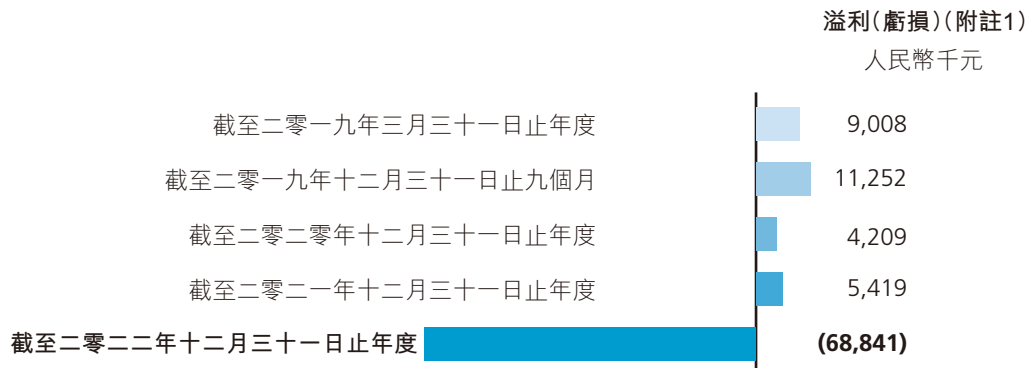 溢利(虧損)(附註1)
人民幣千元
截至二零一九年三月三十一日止年度 9,008
截至二零一九年十二月三十一日止九個月 11,252
截至二零二零年十二月三十一日止年度 4,209
截至二零二一年十二月三十一日止年度 5,419
截至二零二二年十二月三十一日止年度 (68,841)